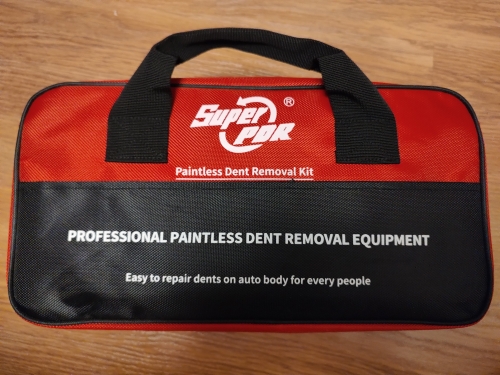 Super ®
PDR
Paintless Dent Removal Kit
PROFESSIONAL PAINTLESS DENT REMOVAL EQUIPMENT
Easy to repair dents on auto body for every people